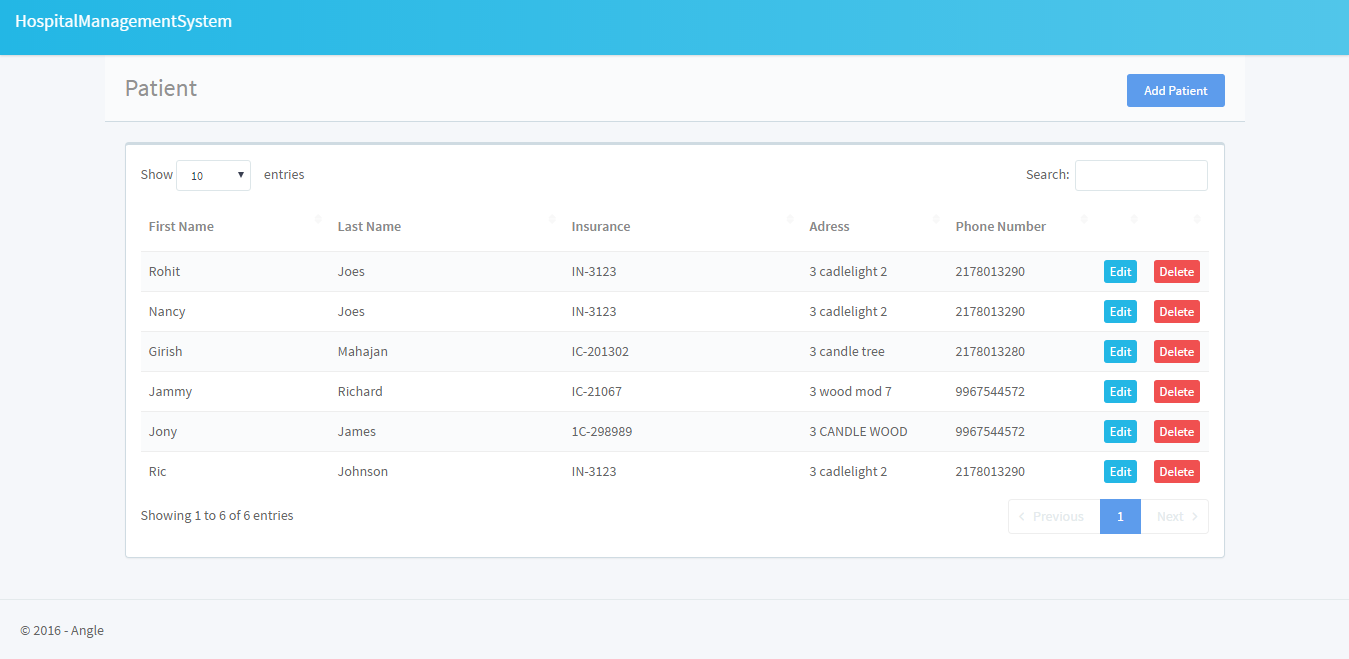 HospitalManagementSystem
Patient Add Patient
Show 10 entries Search:
First Name Last Name Insurance Adress Phone Number
Rohit Joes IN-3123 3 cadlelight 2 2178013290 Edit Delete
Nancy Joes IN-3123 3 cadlelight 2 2178013290 Edit Delete
Girish Mahajan IC-201302 3 candle tree 2178013280 Edit Delete
Jammy Richard IC-21067 3 wood mod 7 9967544572 Edit Delete
Jony James 1C-298989 3 CANDLE WOOD 9967544572 Edit Delete
Ric Johnson IN-3123 3 cadlelight 2 2178013290 Edit Delete
Showing 1 to 6 of 6 entries Previous 1 Next
© 2016 - Angle